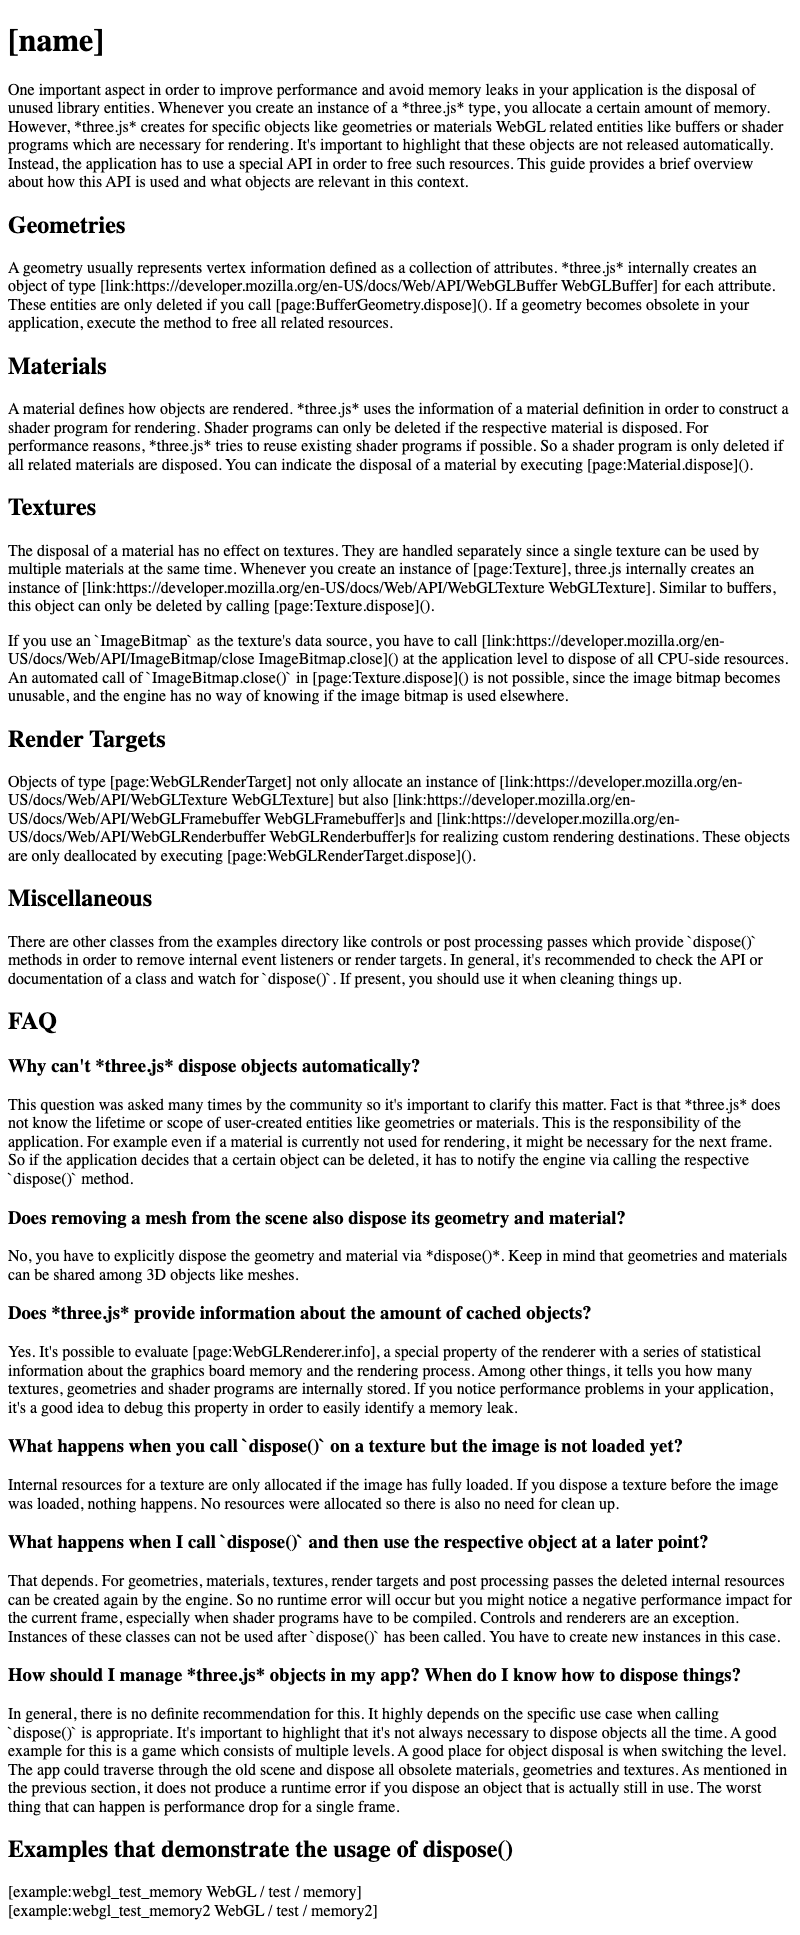 [name]
One important aspect in order to improve performance and avoid memory leaks in your application is the disposal of
unused library entities. Whenever you create an instance of a *three.js* type, you allocate a certain amount of memory.
However, *three.js* creates for specific objects like geometries or materials WebGL related entities like buffers or shader
programs which are necessary for rendering. It's important to highlight that these objects are not released automatically.
Instead, the application has to use a special API in order to free such resources. This guide provides a brief overview
about how this API is used and what objects are relevant in this context.
Geometries
A geometry usually represents vertex information defined as a collection of attributes. *three.js* internally creates an
object of type [link:https://developer.mozilla.org/en-US/docs/Web/API/WebGLBuffer WebGLBuffer] for each attribute.
These entities are only deleted if you call [page:BufferGeometry.dispose](). If a geometry becomes obsolete in your
application, execute the method to free all related resources.
Materials
A material defines how objects are rendered. *three.js* uses the information of a material definition in order to construct a
shader program for rendering. Shader programs can only be deleted if the respective material is disposed. For
performance reasons, *three.js* tries to reuse existing shader programs if possible. So a shader program is only deleted if
all related materials are disposed. You can indicate the disposal of a material by executing [page:Material.dispose]().
Textures
The disposal of a material has no effect on textures. They are handled separately since a single texture can be used by
multiple materials at the same time. Whenever you create an instance of [page:Texture], three.js internally creates an
instance of [link:https://developer.mozilla.org/en-US/docs/Web/API/WebGLTexture WebGLTexture]. Similar to buffers,
this object can only be deleted by calling [page:Texture.dispose]().
If you use an `ImageBitmap` as the texture's data source, you have to call [link:https://developer.mozilla.org/en-
US/docs/Web/API/ImageBitmap/close ImageBitmap.close]() at the application level to dispose of all CPU-side resources.
An automated call of `ImageBitmap.close()` in [page:Texture.dispose]() is not possible, since the image bitmap becomes
unusable, and the engine has no way of knowing if the image bitmap is used elsewhere.
Render Targets
Objects of type [page:WebGLRenderTarget] not only allocate an instance of [link:https://developer.mozilla.org/en-
US/docs/Web/API/WebGLTexture WebGLTexture] but also [link:https://developer.mozilla.org/en-
US/docs/Web/API/WebGLFramebuffer WebGLFramebuffer]s and [link:https://developer.mozilla.org/en-
US/docs/Web/API/WebGLRenderbuffer WebGLRenderbuffer]s for realizing custom rendering destinations. These objects
are only deallocated by executing [page:WebGLRenderTarget.dispose]().
Miscellaneous
There are other classes from the examples directory like controls or post processing passes which provide `dispose()`
methods in order to remove internal event listeners or render targets. In general, it's recommended to check the API or
documentation of a class and watch for `dispose()`. If present, you should use it when cleaning things up.
FAQ
Why can't *three.js* dispose objects automatically?
This question was asked many times by the community so it's important to clarify this matter. Fact is that *three.js* does
not know the lifetime or scope of user-created entities like geometries or materials. This is the responsibility of the
application. For example even if a material is currently not used for rendering, it might be necessary for the next frame.
So if the application decides that a certain object can be deleted, it has to notify the engine via calling the respective
`dispose()` method.
Does removing a mesh from the scene also dispose its geometry and material?
No, you have to explicitly dispose the geometry and material via *dispose()*. Keep in mind that geometries and materials
can be shared among 3D objects like meshes.
Does *three.js* provide information about the amount of cached objects?
Yes. It's possible to evaluate [page:WebGLRenderer.info], a special property of the renderer with a series of statistical
information about the graphics board memory and the rendering process. Among other things, it tells you how many
textures, geometries and shader programs are internally stored. If you notice performance problems in your application,
it's a good idea to debug this property in order to easily identify a memory leak.
What happens when you call `dispose()` on a texture but the image is not loaded yet?
Internal resources for a texture are only allocated if the image has fully loaded. If you dispose a texture before the image
was loaded, nothing happens. No resources were allocated so there is also no need for clean up.
What happens when I call `dispose()` and then use the respective object at a later point?
That depends. For geometries, materials, textures, render targets and post processing passes the deleted internal resources
can be created again by the engine. So no runtime error will occur but you might notice a negative performance impact for
the current frame, especially when shader programs have to be compiled. Controls and renderers are an exception.
Instances of these classes can not be used after `dispose()` has been called. You have to create new instances in this case.
How should I manage *three.js* objects in my app? When do I know how to dispose things?
In general, there is no definite recommendation for this. It highly depends on the specific use case when calling
`dispose()` is appropriate. It's important to highlight that it's not always necessary to dispose objects all the time. A good
example for this is a game which consists of multiple levels. A good place for object disposal is when switching the level.
The app could traverse through the old scene and dispose all obsolete materials, geometries and textures. As mentioned in
the previous section, it does not produce a runtime error if you dispose an object that is actually still in use. The worst
thing that can happen is performance drop for a single frame.
Examples that demonstrate the usage of dispose()
[example:webgl_test_memory WebGL / test / memory]
[example:webgl_test_memory2 WebGL / test / memory2]